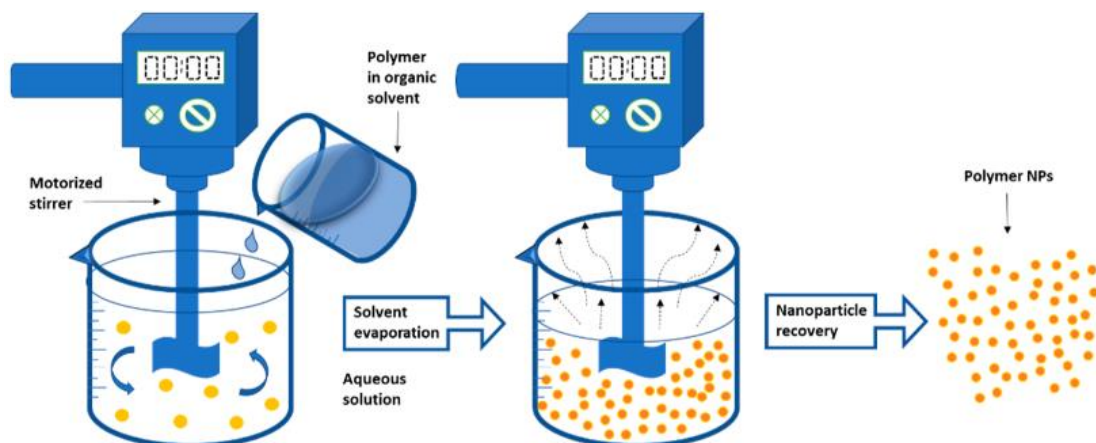 00:00
Polymer
in organic
solvent
Motorized
stirrer
Solvent
evaporation
Aqueous
solution
00:00
Nanoparticle
recovery
Polymer NPs